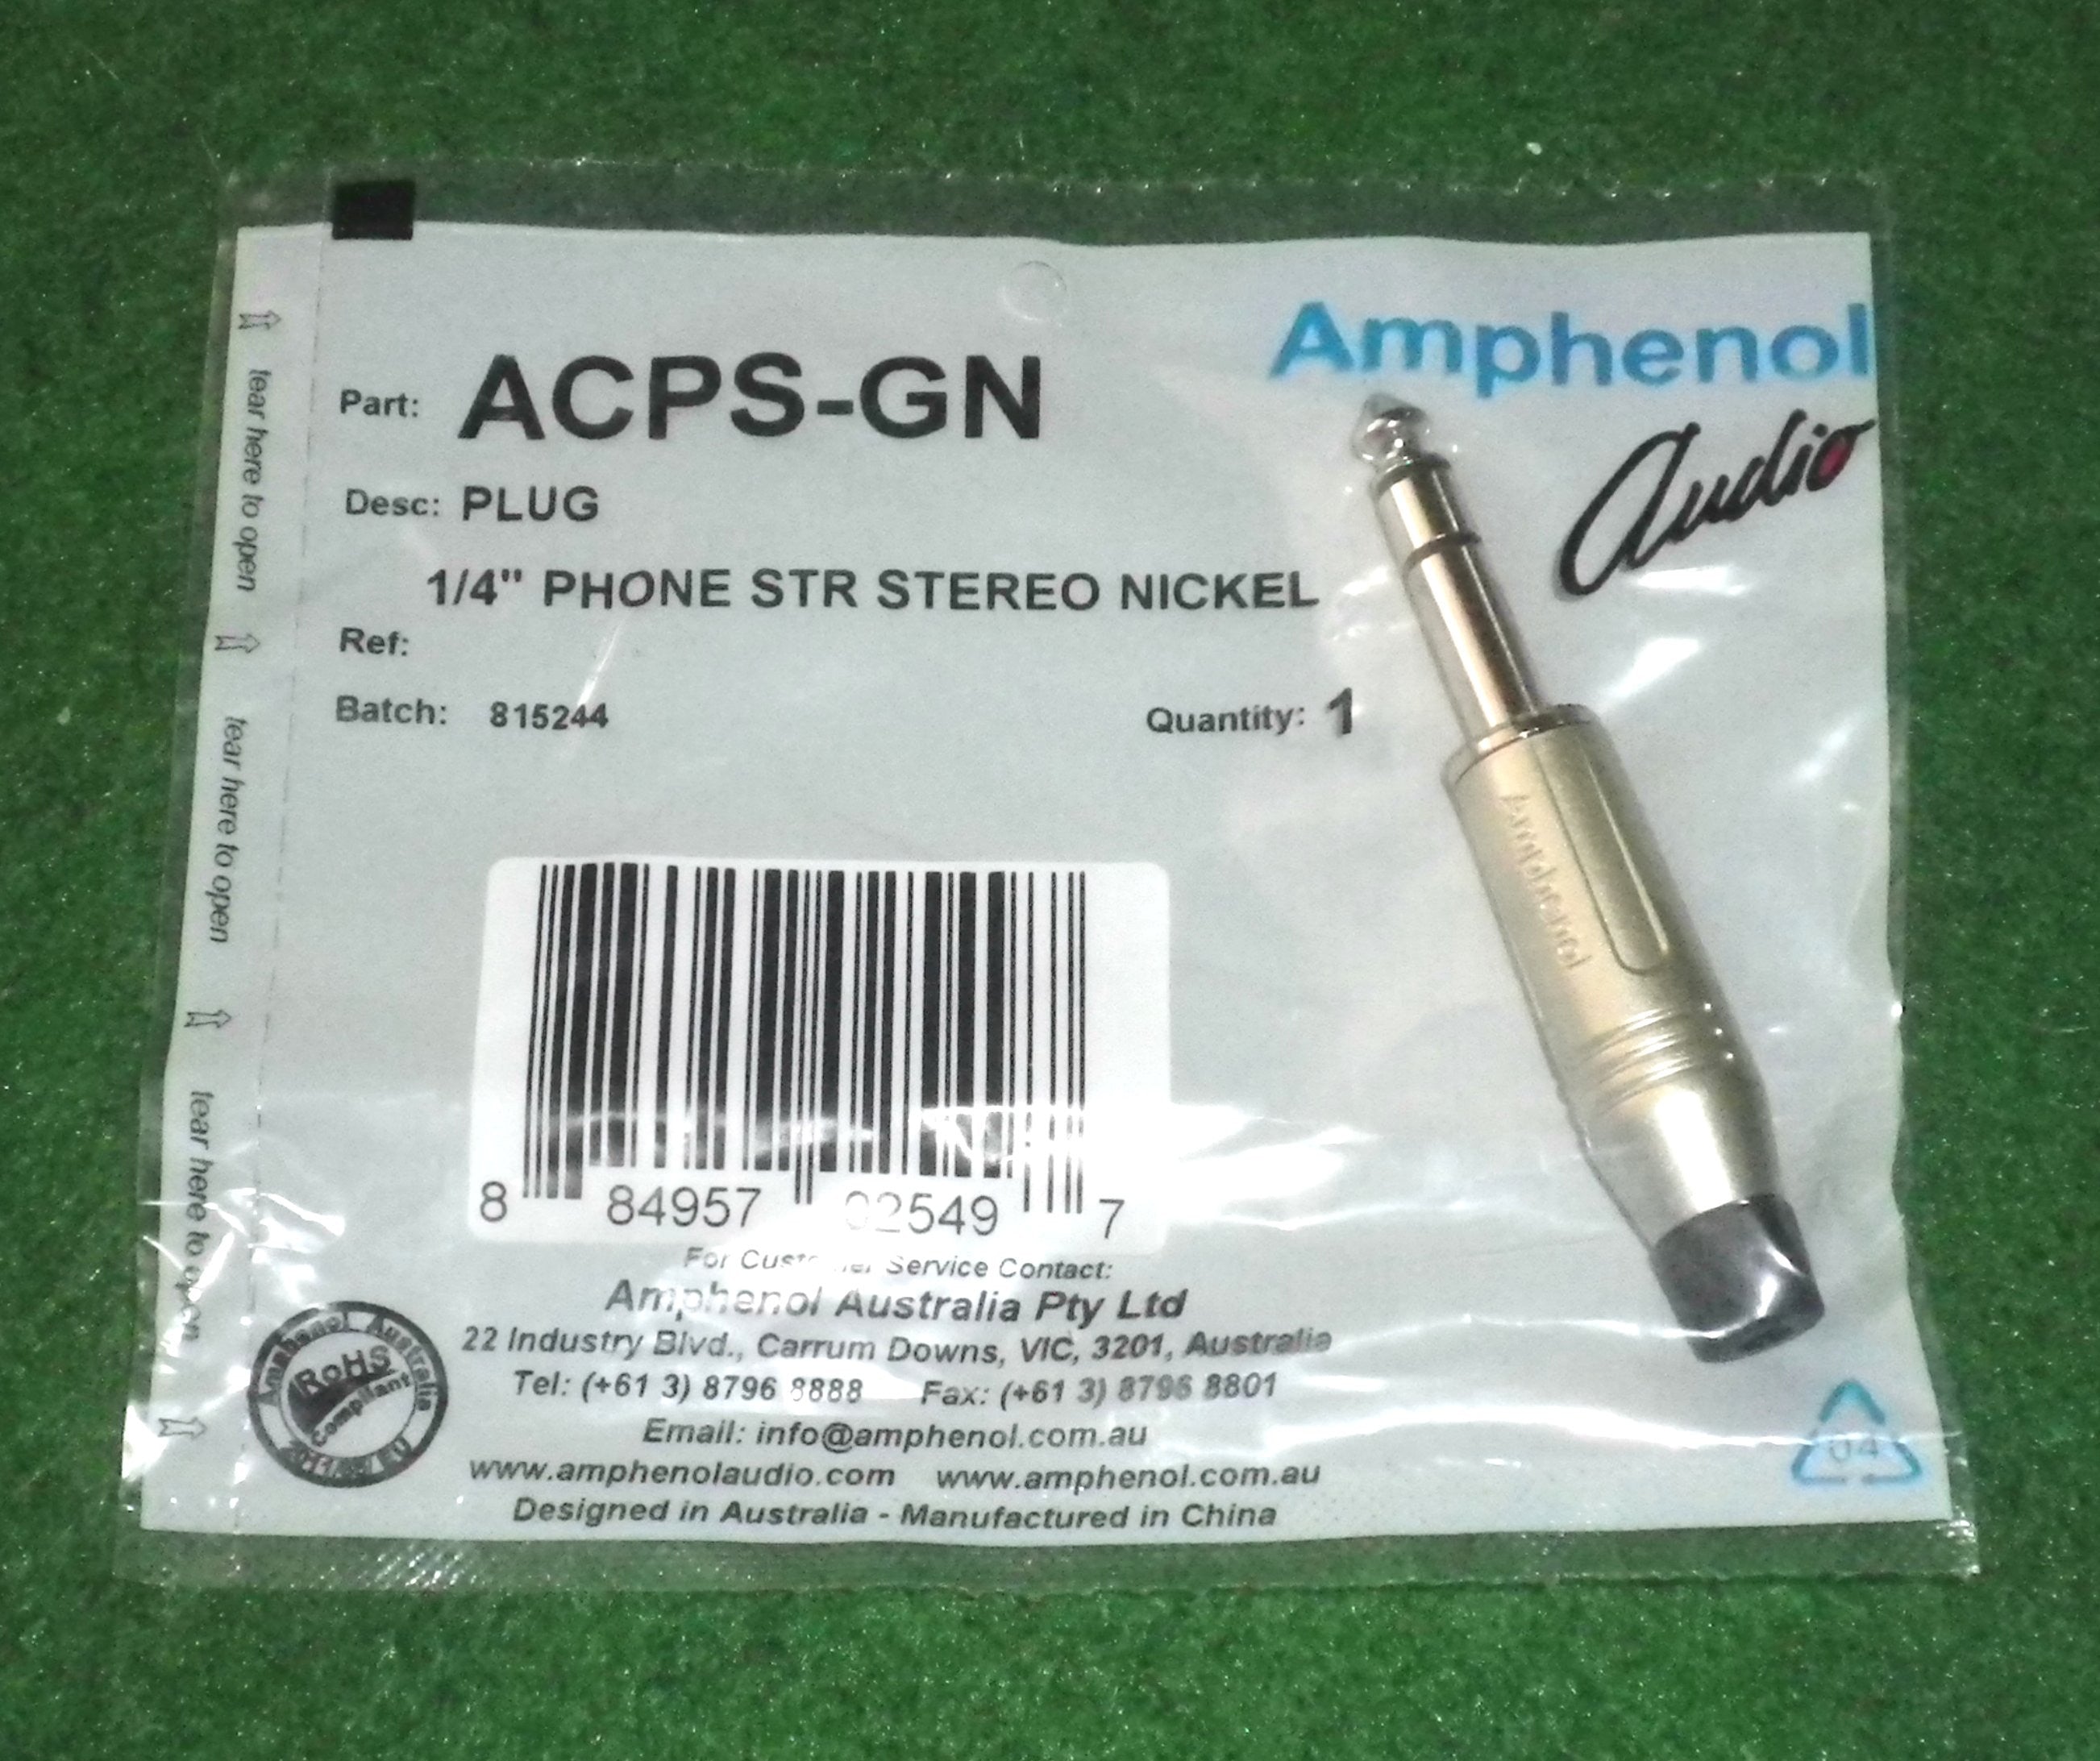 Amphenol
audio
Part: ACPS-GN
Desc: PLUG
1/4" PHONE STR STEREO NICKEL
Ref:
Batch: 815244
Quantity: 1
Amphenol
8 84957 02549 7
For Customer Service Contact:
Amphenol Australia Pty Ltd
22 Industry Blvd., Carrum Downs, VIC, 3201, Australia
Tel: (+61 3) 8796 8888 Fax: (+61 3) 8796 8801
Email: info@amphenol.com.au
www.amphenolaudio.com www.amphenol.com.au
Designed in Australia - Manufactured in China
tear here to open
tear here to open
tear here to open
Amphenol Australia
RoHS
Compliant
04